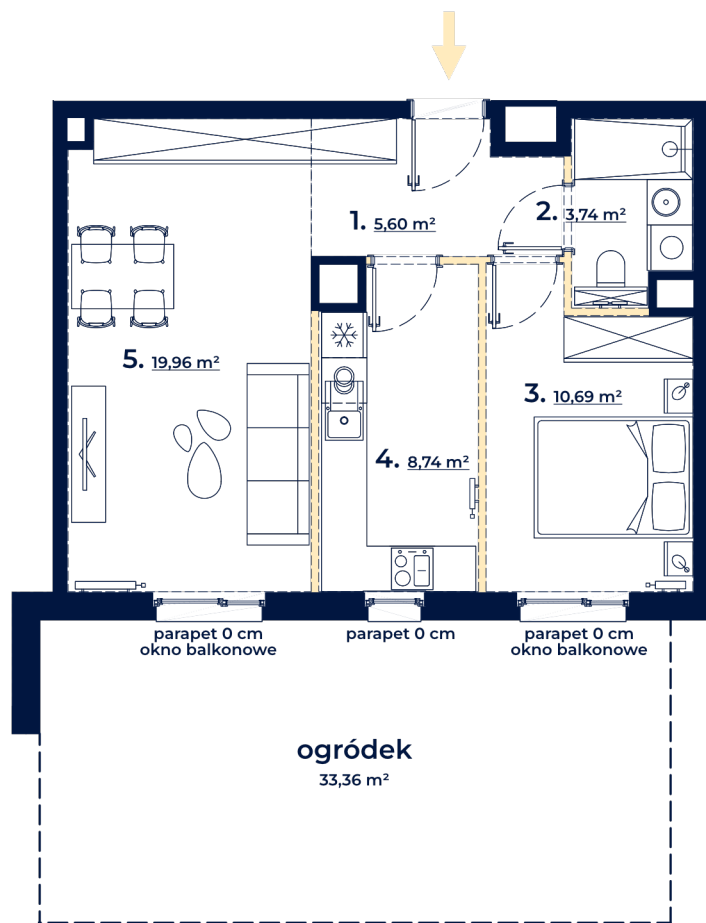 1. 5,60 m²
2. 3,74 m²
5. 19,96 m²
3. 10,69 m²
4. 8,74 m²
parapet 0 cm
okno balkonowe
parapet 0 cm
parapet 0 cm
okno balkonowe
ogródek
33,36 m²